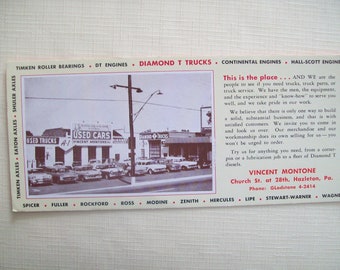 TIMKEN ROLLER BEARINGS • DT ENGINES • DIAMOND T TRUCKS • CONTINENTAL ENGINES • HALL-SCOTT ENGINE
TIMKEN AXLES • EATON AXLES • SHULER AXLES
USED TRUCKS
A-1
USED CARS
VINCENT MONTONE
This is the place . . . AND WE are the
people to see if you need trucks, truck parts, or
truck service. We have the men, the equipment,
and the experience and "know-how" to serve you
well, and we take pride in our work.
We believe that there is only one way to build
a solid, substantial business, and that is with
satisfied customers. We invite you to come in
and look us over. Our merchandise and our
workmanship does its own selling for us—you
won't be urged to order.
Try us for anything you need, from a cotter-
pin or a lubrication job to a fleet of Diamond T
diesels.
VINCENT MONTONE
Church St. at 28th, Hazleton, Pa.
Phone: GLadstone 4-2414
SPICER • FULLER • ROCKFORD • ROSS • MODINE • ZENITH • HERCULES • LIPE • STEWART-WARNER • WAGNE